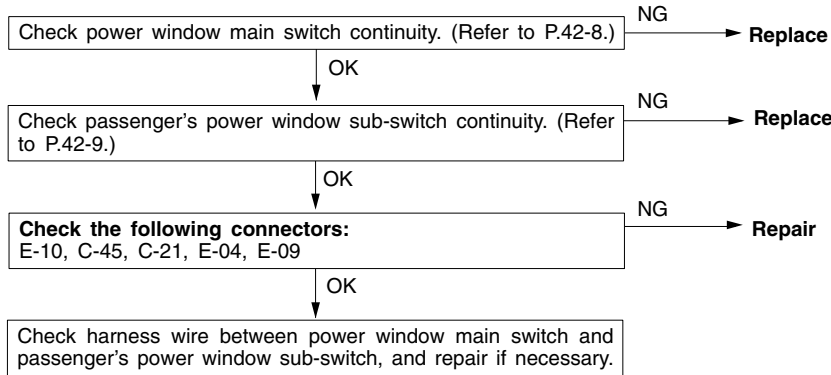 Check power window main switch continuity. (Refer to P.42-8.)
NG
Replace
OK
Check passenger's power window sub-switch continuity. (Refer
to P.42-9.)
NG
Replace
OK
Check the following connectors:
E-10, C-45, C-21, E-04, E-09
NG
Repair
OK
Check harness wire between power window main switch and
passenger's power window sub-switch, and repair if necessary.